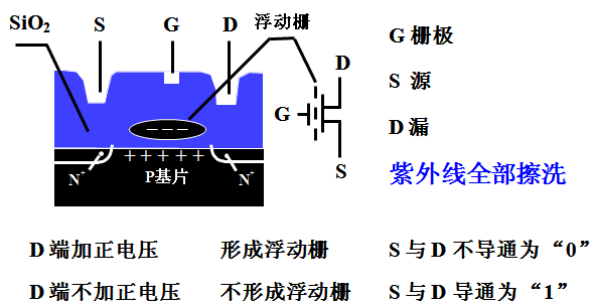 SiO2 S G D 浮动栅
G 栅极
D
S 源
G
D 漏
S
− − −
+ + + + +
N+ P基片 N+
紫外线全部擦洗
D 端加正电压 形成浮动栅 S 与 D 不导通为“0”
D 端不加正电压 不形成浮动栅 S 与 D 导通为“1”